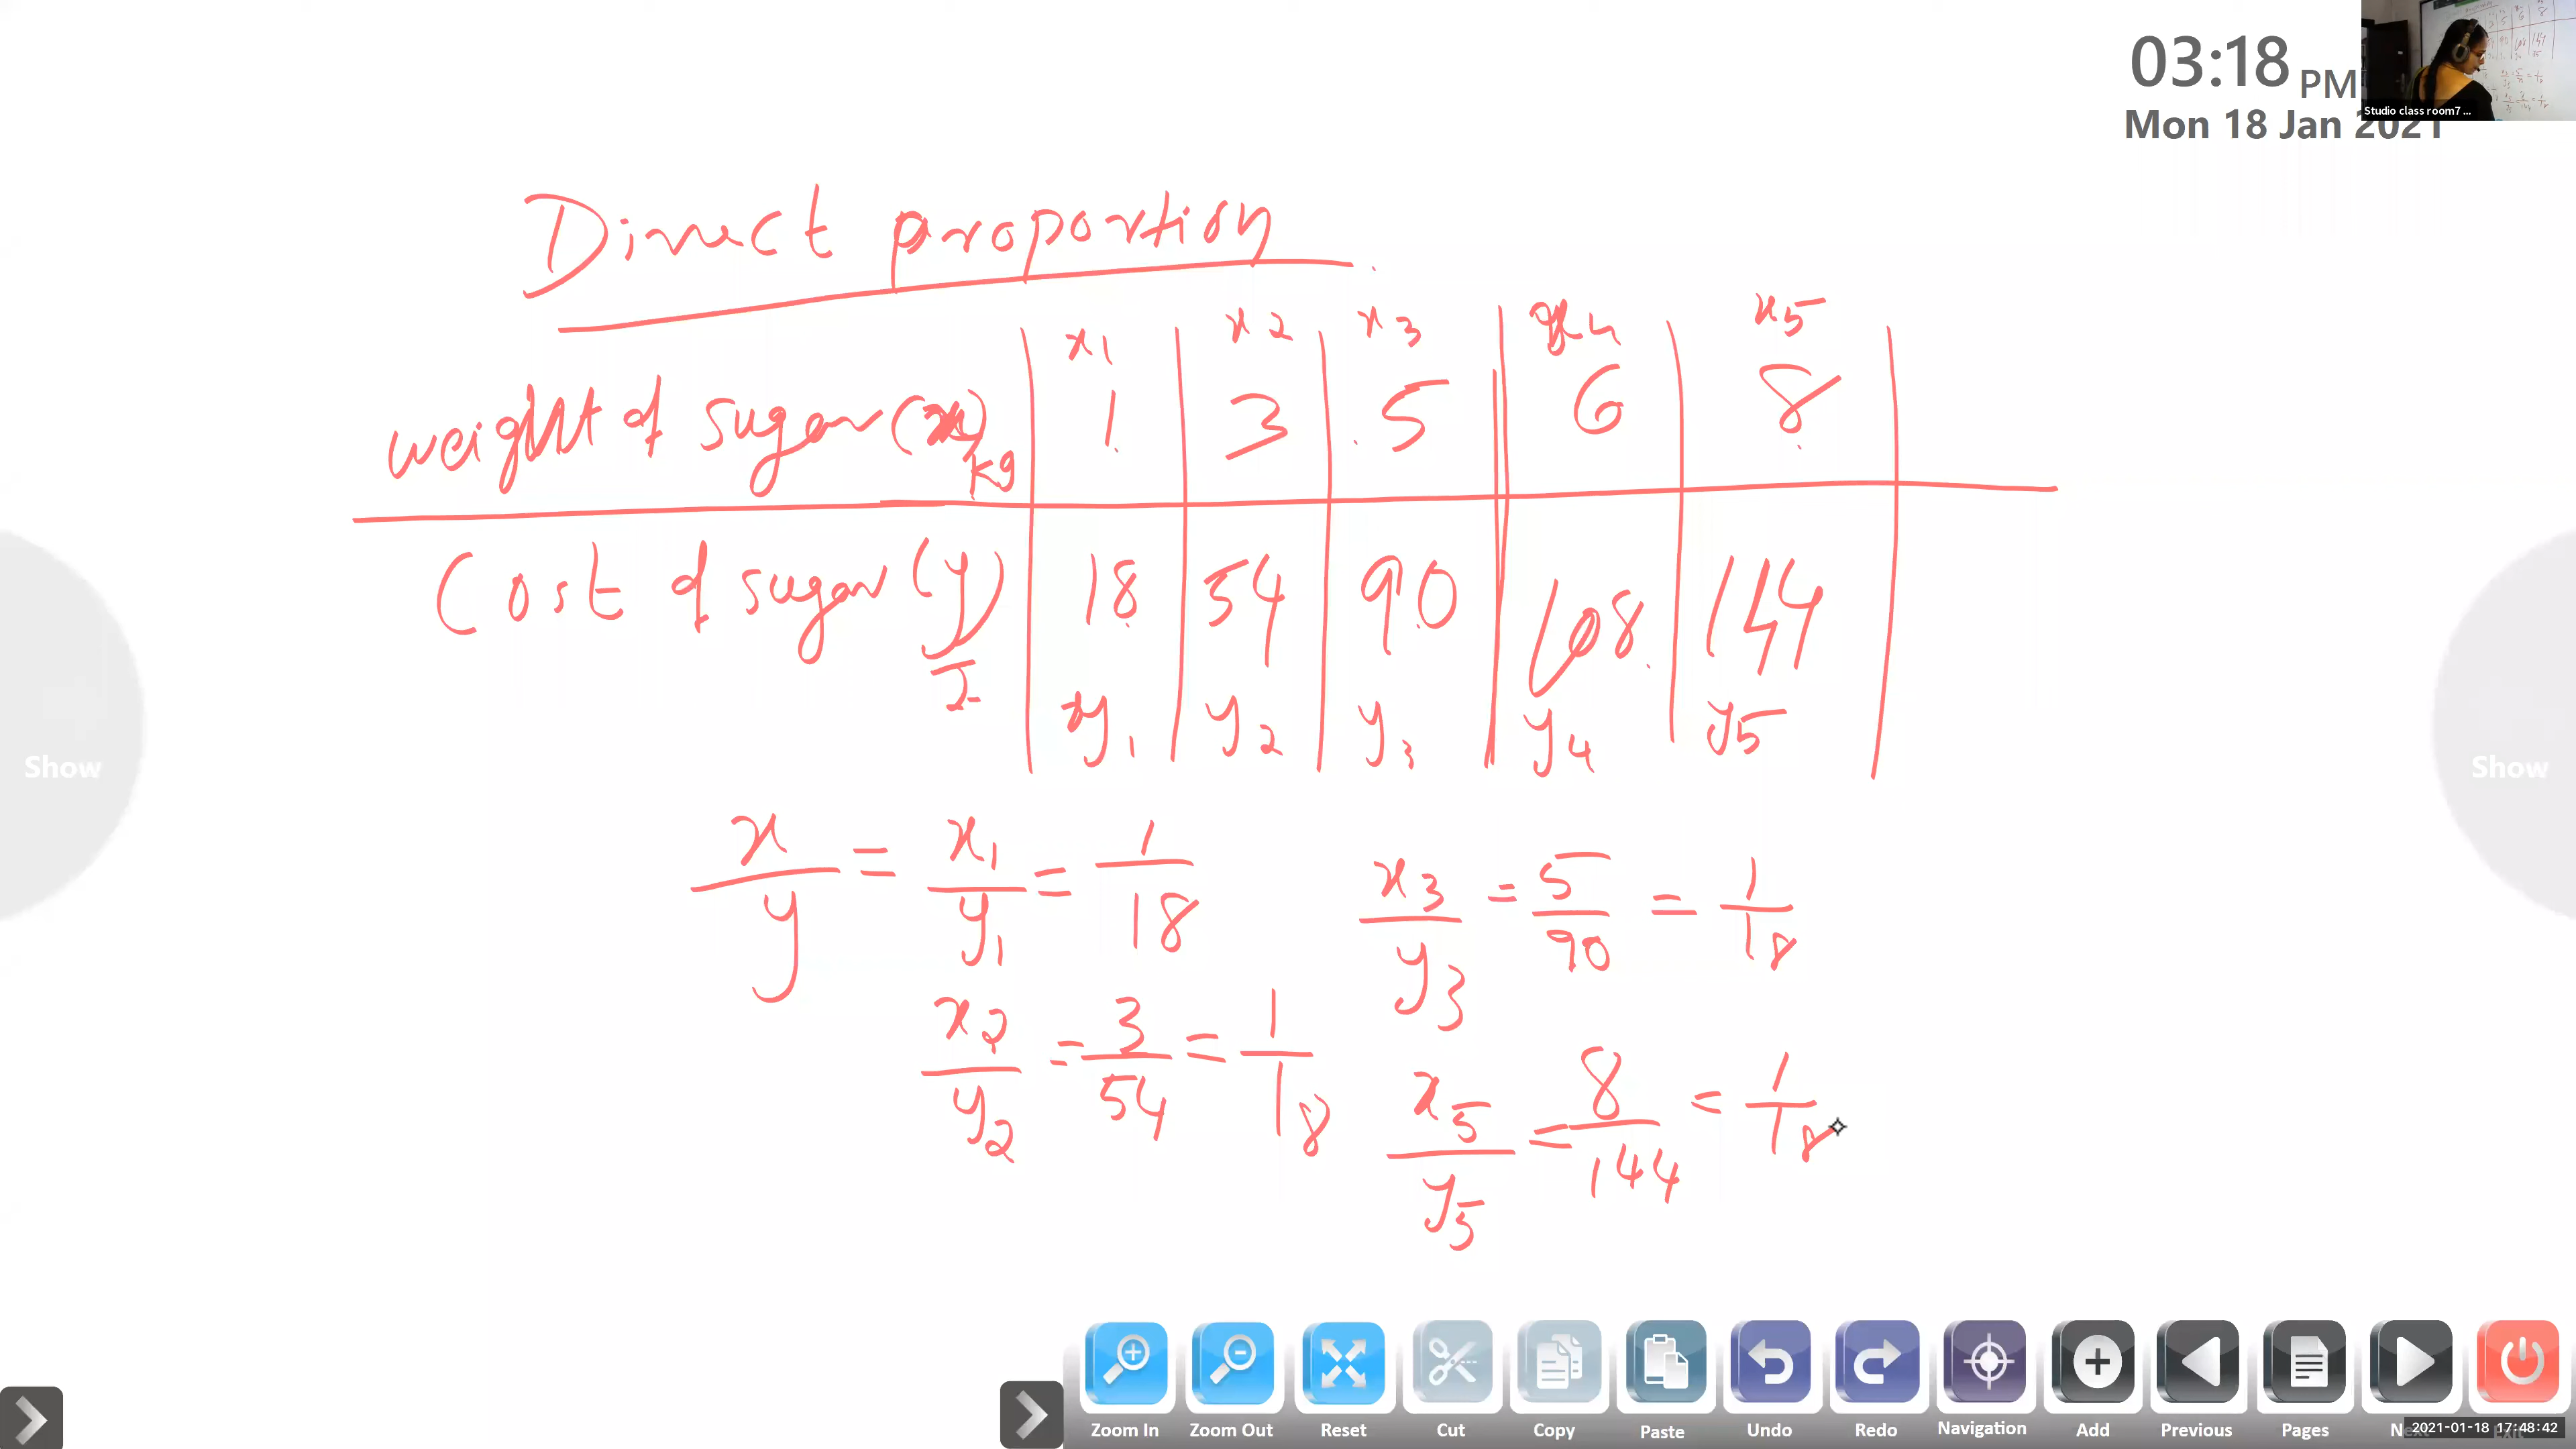 03:18 PM
Mon 18 Jan 2021
Studio class room7 ...
Direct proportion
x1 x2 x3 x4 x5
weight of sugar (x) kg 1 3 5 6 8
Cost of sugar (y) 18 54 90 108 144
y1 y2 y3 y4 y5
x/y = x1/y1 = 1/18
x3/y3 = 5/90 = 1/18
x2/y2 = 3/54 = 1/18
x5/y5 = 8/144 = 1/18
Show
Show
Zoom In Zoom Out Reset Cut Copy Paste Undo Redo Navigation Add Previous Pages
2021-01-18 17:48:42